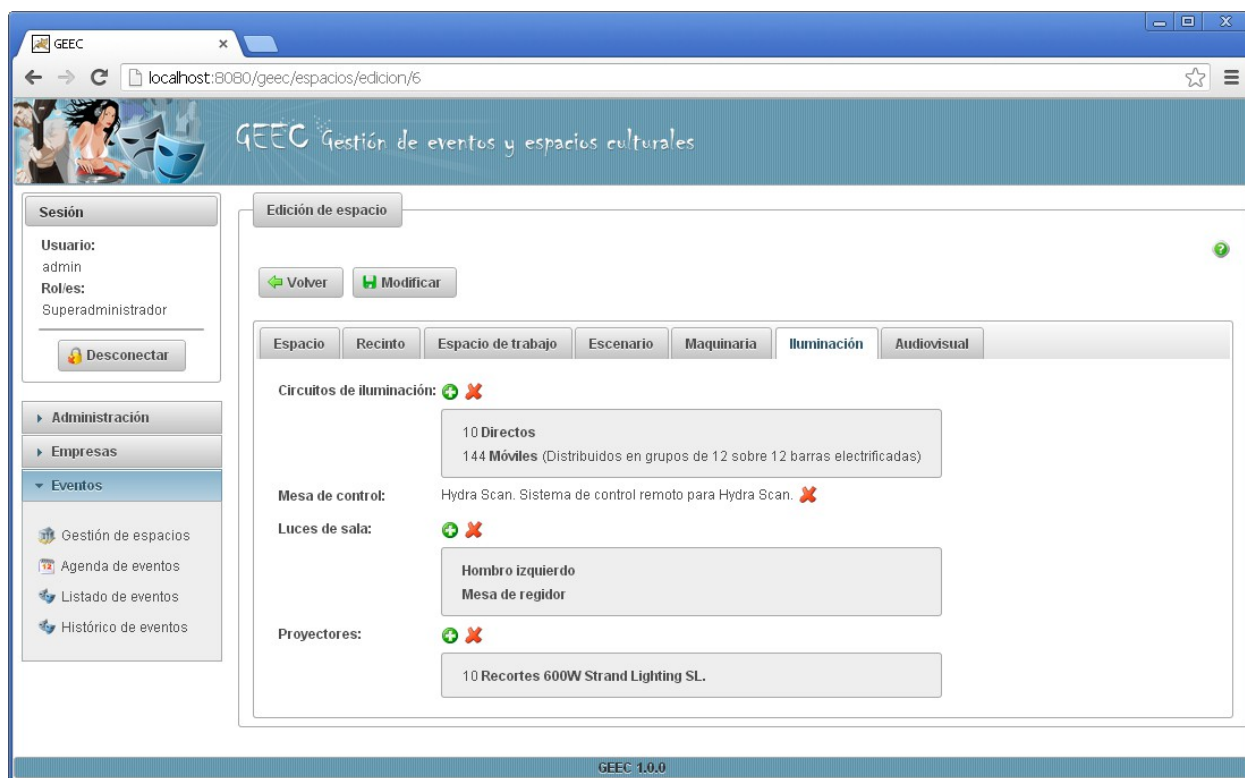 GEEC
localhost:8080/geec/espacios/edicion/6
GEEC Gestión de eventos y espacios culturales
Sesión
Usuario:
admin
Rol/es:
Superadministrador
Desconectar
Administración
Empresas
Eventos
Gestión de espacios
12 Agenda de eventos
Listado de eventos
Histórico de eventos
Edición de espacio
Volver Modificar
Espacio Recinto Espacio de trabajo Escenario Maquinaria Iluminación Audiovisual
Circuitos de iluminación:
10 Directos
144 Móviles (Distribuidos en grupos de 12 sobre 12 barras electrificadas)
Mesa de control: Hydra Scan. Sistema de control remoto para Hydra Scan.
Luces de sala:
Hombro izquierdo
Mesa de regidor
Proyectores:
10 Recortes 600W Strand Lighting SL.
GEEC 1.0.0